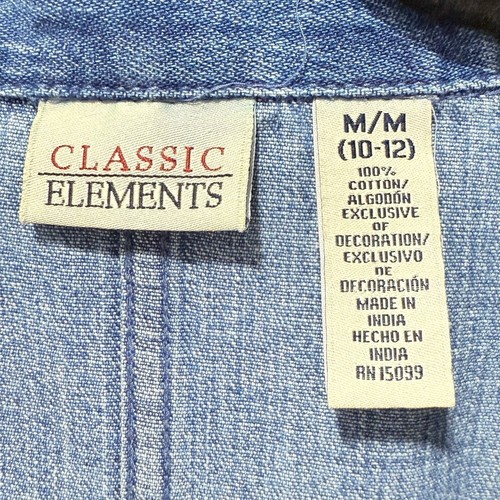 CLASSIC
ELEMENTS
M/M
(10-12)
100%
COTTON/
ALGODÓN
EXCLUSIVE
OF
DECORATION/
EXCLUSIVO
DE
DECORACIÓN
MADE IN
INDIA
HECHO EN
INDIA
RN 15099